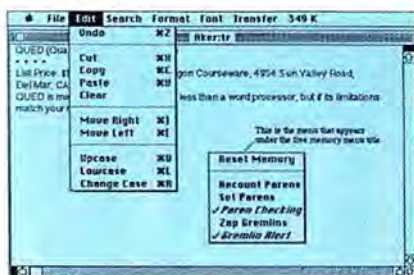 File Edit Search Format Font Transfer 349 K
Aker:tr
Undo ⌘Z
Cut ⌘X
Copy ⌘C
Paste ⌘V
Clear
Move Right ⌘]
Move Left ⌘[
Upcase ⌘U
Lowcase ⌘L
Change Case ⌘R
QUED (Qua
* * * *
List Price:
gon Courseware, 4954 Sun Valley Road,
Del Mar, CA
QUED is
less than a word processor, but if its limitations
match your
This is the menu that appears
under the free memory menu title
Reset Memory
Recount Parens
Set Parens
✓Paren Checking
Zap Gremlins
✓Gremlin Alert